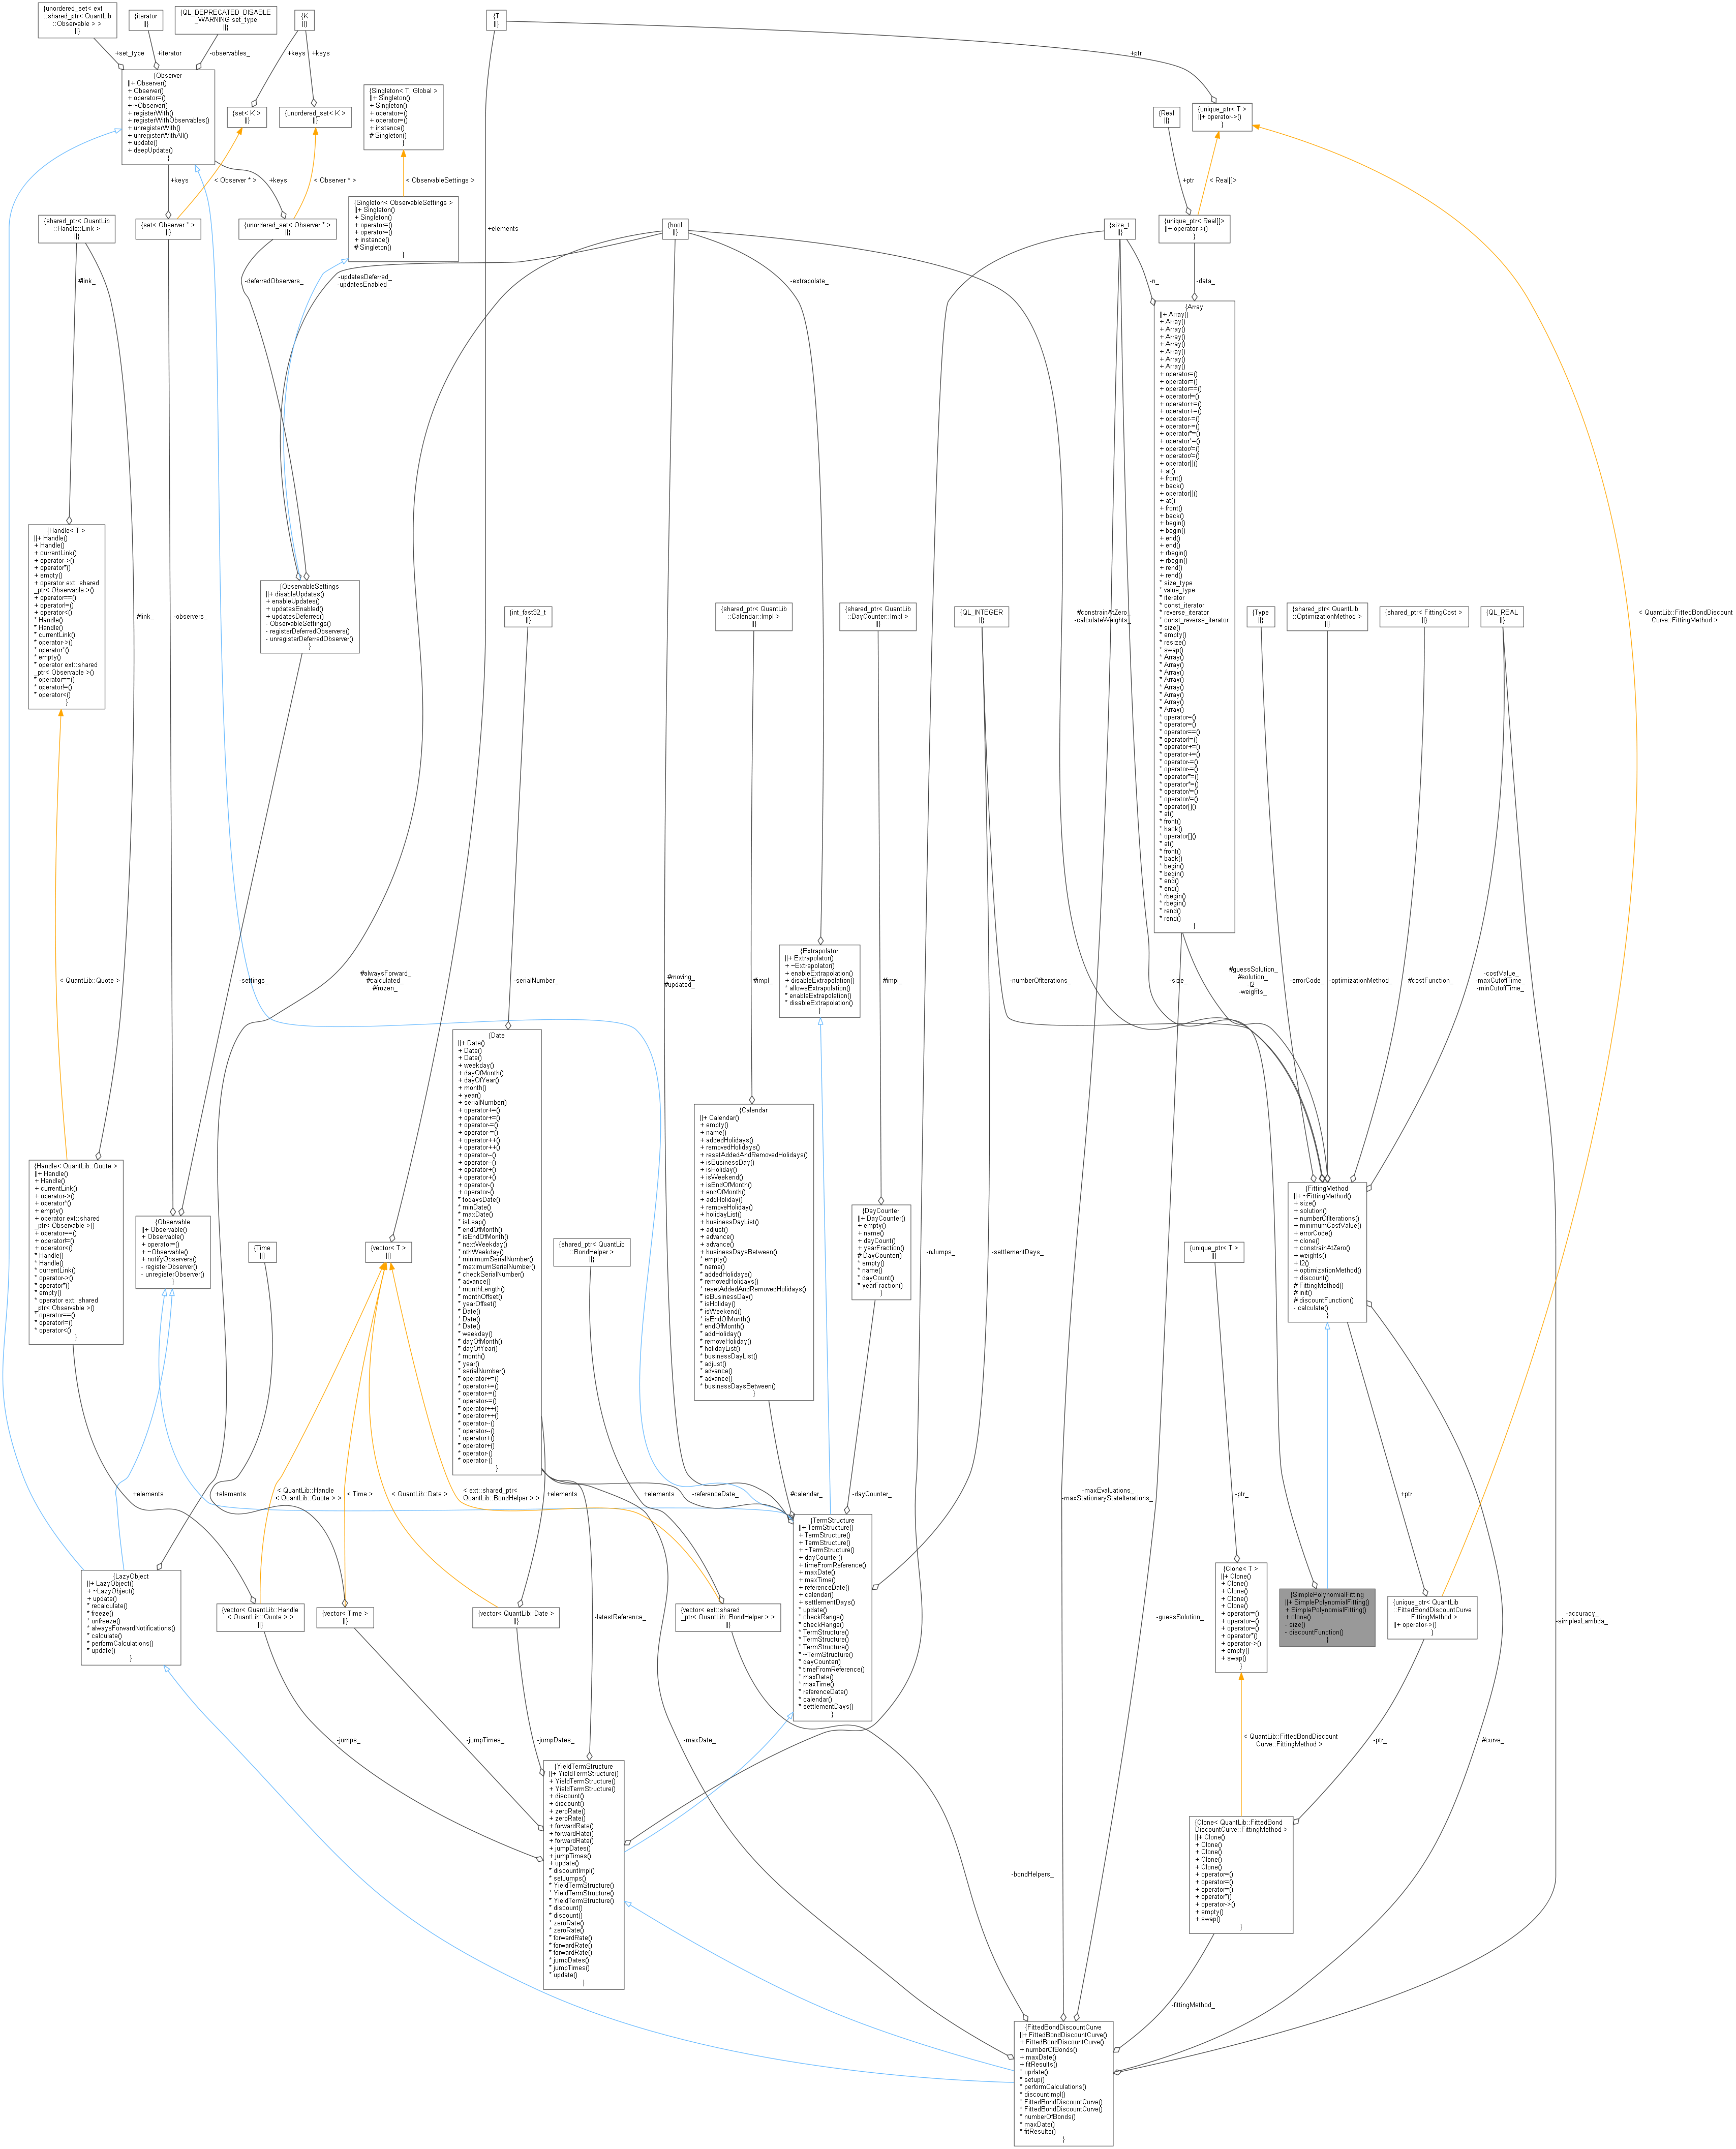 {unordered_set< ext
::shared_ptr< QuantLib
::Observable > >
||}
{iterator
||}
{QL_DEPRECATED_DISABLE
_WARNING set_type
||}
{K
||}
{T
||}
+set_type
+iterator
-observables_
+keys
+keys
+ptr
{Observer
||+ Observer()
+ Observer()
+ operator=()
+ ~Observer()
+ registerWith()
+ registerWithObservables()
+ unregisterWith()
+ unregisterWithAll()
+ update()
+ deepUpdate()
}
{set< K >
||}
{unordered_set< K >
||}
{Singleton< T, Global >
||+ Singleton()
+ Singleton()
+ operator=()
+ operator=()
+ instance()
# Singleton()
}
{Real
||}
{unique_ptr< T >
||+ operator->()
}
+keys
< Observer * >
+keys
< Observer * >
< ObservableSettings >
+ptr
< Real[]>
{shared_ptr< QuantLib
::Handle::Link >
||}
{set< Observer * >
||}
{unordered_set< Observer * >
||}
{Singleton< ObservableSettings >
||+ Singleton()
+ Singleton()
+ operator=()
+ operator=()
+ instance()
# Singleton()
}
+elements
{bool
||}
{size_t
||}
{unique_ptr< Real[]>
||+ operator->()
}
#link_
-deferredObservers_
-updatesDeferred_
-updatesEnabled_
-extrapolate_
-n_
-data_
{Array
||+ Array()
+ Array()
+ Array()
+ Array()
+ Array()
+ Array()
+ Array()
+ Array()
+ operator=()
+ operator=()
+ operator==()
+ operator!=()
+ operator+=()
+ operator+=()
+ operator-=()
+ operator-=()
+ operator*=()
+ operator*=()
+ operator/=()
+ operator/=()
+ operator[]()
+ at()
+ front()
+ back()
+ operator[]()
+ at()
+ front()
+ back()
+ begin()
+ begin()
+ end()
+ end()
+ rbegin()
+ rbegin()
+ rend()
+ rend()
* size_type
* value_type
* iterator
* const_iterator
* reverse_iterator
* const_reverse_iterator
* size()
* empty()
* resize()
* swap()
* Array()
* Array()
* Array()
* Array()
* Array()
* Array()
* Array()
* Array()
* operator=()
* operator=()
* operator==()
* operator!=()
* operator+=()
* operator+=()
* operator-=()
* operator-=()
* operator*=()
* operator*=()
* operator/=()
* operator/=()
* operator[]()
* at()
* front()
* back()
* operator[]()
* at()
* front()
* back()
* begin()
* begin()
* end()
* end()
* rbegin()
* rbegin()
* rend()
* rend()
}
{Handle< T >
||+ Handle()
+ Handle()
+ currentLink()
+ operator->()
+ operator*()
+ empty()
+ operator ext::shared
_ptr< Observable >()
+ operator==()
+ operator!=()
+ operator<()
* Handle()
* Handle()
* currentLink()
* operator->()
* operator*()
* empty()
* operator ext::shared
_ptr< Observable >()
* operator==()
* operator!=()
* operator<()
}
#link_
-observers_
{ObservableSettings
||+ disableUpdates()
+ enableUpdates()
+ updatesEnabled()
+ updatesDeferred()
- ObservableSettings()
- registerDeferredObservers()
- unregisterDeferredObserver()
}
{int_fast32_t
||}
{shared_ptr< QuantLib
::Calendar::Impl >
||}
{shared_ptr< QuantLib
::DayCounter::Impl >
||}
{QL_INTEGER
||}
#constrainAtZero_
-calculateWeights_
{Type
||}
{shared_ptr< QuantLib
::OptimizationMethod >
||}
{shared_ptr< FittingCost >
||}
{QL_REAL
||}
< QuantLib::FittedBondDiscount
Curve::FittingMethod >
< QuantLib::Quote >
-settings_
#alwaysForward_
#calculated_
#frozen_
-serialNumber_
#moving_
#updated_
#impl_
{Extrapolator
||+ Extrapolator()
+ ~Extrapolator()
+ enableExtrapolation()
+ disableExtrapolation()
* allowsExtrapolation()
* enableExtrapolation()
* disableExtrapolation()
}
#impl_
-numberOfIterations_
-size_
#guessSolution_
#solution_
-l2_
-weights_
-errorCode_
-optimizationMethod_
#costFunction_
-costValue_
-maxCutoffTime_
-minCutoffTime_
{Handle< QuantLib::Quote >
||+ Handle()
+ Handle()
+ currentLink()
+ operator->()
+ operator*()
+ empty()
+ operator ext::shared
_ptr< Observable >()
+ operator==()
+ operator!=()
+ operator<()
* Handle()
* Handle()
* currentLink()
* operator->()
* operator*()
* empty()
* operator ext::shared
_ptr< Observable >()
* operator==()
* operator!=()
* operator<()
}
{Observable
||+ Observable()
+ Observable()
+ operator=()
+ ~Observable()
+ notifyObservers()
- registerObserver()
- unregisterObserver()
}
{Time
||}
{vector< T >
||}
{Date
||+ Date()
+ Date()
+ Date()
+ weekday()
+ dayOfMonth()
+ dayOfYear()
+ month()
+ year()
+ serialNumber()
+ operator+=()
+ operator+=()
+ operator-=()
+ operator-=()
+ operator++()
+ operator++()
+ operator--()
+ operator--()
+ operator+()
+ operator+()
+ operator-()
+ operator-()
* todaysDate()
* minDate()
* maxDate()
* isLeap()
* endOfMonth()
* isEndOfMonth()
* nextWeekday()
* nthWeekday()
* minimumSerialNumber()
* maximumSerialNumber()
* checkSerialNumber()
* advance()
* monthLength()
* monthOffset()
* yearOffset()
* Date()
* Date()
* Date()
* weekday()
* dayOfMonth()
* dayOfYear()
* month()
* year()
* serialNumber()
* operator+=()
* operator+=()
* operator-=()
* operator-=()
* operator++()
* operator++()
* operator--()
* operator--()
* operator+()
* operator+()
* operator-()
* operator-()
}
{shared_ptr< QuantLib
::BondHelper >
||}
{Calendar
||+ Calendar()
+ empty()
+ name()
+ addedHolidays()
+ removedHolidays()
+ resetAddedAndRemovedHolidays()
+ isBusinessDay()
+ isHoliday()
+ isWeekend()
+ isEndOfMonth()
+ endOfMonth()
+ addHoliday()
+ removeHoliday()
+ holidayList()
+ businessDayList()
+ adjust()
+ advance()
+ advance()
+ businessDaysBetween()
* empty()
* name()
* addedHolidays()
* removedHolidays()
* resetAddedAndRemovedHolidays()
* isBusinessDay()
* isHoliday()
* isWeekend()
* isEndOfMonth()
* endOfMonth()
* addHoliday()
* removeHoliday()
* holidayList()
* businessDayList()
* adjust()
* advance()
* advance()
* businessDaysBetween()
}
{DayCounter
||+ DayCounter()
+ empty()
+ name()
+ dayCount()
+ yearFraction()
# DayCounter()
* empty()
* name()
* dayCount()
* yearFraction()
}
-nJumps_
-settlementDays_
{unique_ptr< T >
||}
{FittingMethod
||+ ~FittingMethod()
+ size()
+ solution()
+ numberOfIterations()
+ minimumCostValue()
+ errorCode()
+ clone()
+ constrainAtZero()
+ weights()
+ l2()
+ optimizationMethod()
+ discount()
# FittingMethod()
# init()
# discountFunction()
- calculate()
}
+elements
+elements
< QuantLib::Handle
< QuantLib::Quote > >
< Time >
< QuantLib::Date >
< ext::shared_ptr<
QuantLib::BondHelper > >
+elements
+elements
-referenceDate_
#calendar_
-dayCounter_
-maxEvaluations_
-maxStationaryStateIterations_
-ptr_
+ptr
{LazyObject
||+ LazyObject()
+ ~LazyObject()
+ update()
* recalculate()
* freeze()
* unfreeze()
* alwaysForwardNotifications()
* calculate()
* performCalculations()
* update()
}
{vector< QuantLib::Handle
< QuantLib::Quote > >
||}
{vector< Time >
||}
{vector< QuantLib::Date >
||}
-latestReference_
{vector< ext::shared
_ptr< QuantLib::BondHelper > >
||}
{TermStructure
||+ TermStructure()
+ TermStructure()
+ TermStructure()
+ ~TermStructure()
+ dayCounter()
+ timeFromReference()
+ maxDate()
+ maxTime()
+ referenceDate()
+ calendar()
+ settlementDays()
+ update()
* checkRange()
* checkRange()
* TermStructure()
* TermStructure()
* TermStructure()
* ~TermStructure()
* dayCounter()
* timeFromReference()
* maxDate()
* maxTime()
* referenceDate()
* calendar()
* settlementDays()
}
-guessSolution_
{Clone< T >
||+ Clone()
+ Clone()
+ Clone()
+ Clone()
+ Clone()
+ operator=()
+ operator=()
+ operator=()
+ operator*()
+ operator->()
+ empty()
+ swap()
}
{SimplePolynomialFitting
||+ SimplePolynomialFitting()
+ SimplePolynomialFitting()
+ clone()
- size()
- discountFunction()
}
{unique_ptr< QuantLib
::FittedBondDiscountCurve
::FittingMethod >
||+ operator->()
}
-accuracy_
-simplexLambda_
-jumps_
-jumpTimes_
-jumpDates_
-maxDate_
< QuantLib::FittedBondDiscount
Curve::FittingMethod >
-ptr_
#curve_
{YieldTermStructure
||+ YieldTermStructure()
+ YieldTermStructure()
+ YieldTermStructure()
+ discount()
+ discount()
+ zeroRate()
+ zeroRate()
+ forwardRate()
+ forwardRate()
+ forwardRate()
+ jumpDates()
+ jumpTimes()
+ update()
* discountImpl()
* setJumps()
* YieldTermStructure()
* YieldTermStructure()
* YieldTermStructure()
* discount()
* discount()
* zeroRate()
* zeroRate()
* forwardRate()
* forwardRate()
* forwardRate()
* jumpDates()
* jumpTimes()
* update()
}
-bondHelpers_
{Clone< QuantLib::FittedBond
DiscountCurve::FittingMethod >
||+ Clone()
+ Clone()
+ Clone()
+ Clone()
+ Clone()
+ operator=()
+ operator=()
+ operator=()
+ operator*()
+ operator->()
+ empty()
+ swap()
}
-fittingMethod_
{FittedBondDiscountCurve
||+ FittedBondDiscountCurve()
+ FittedBondDiscountCurve()
+ numberOfBonds()
+ maxDate()
+ fitResults()
* update()
* setup()
* performCalculations()
* discountImpl()
* FittedBondDiscountCurve()
* FittedBondDiscountCurve()
* numberOfBonds()
* maxDate()
* fitResults()
}